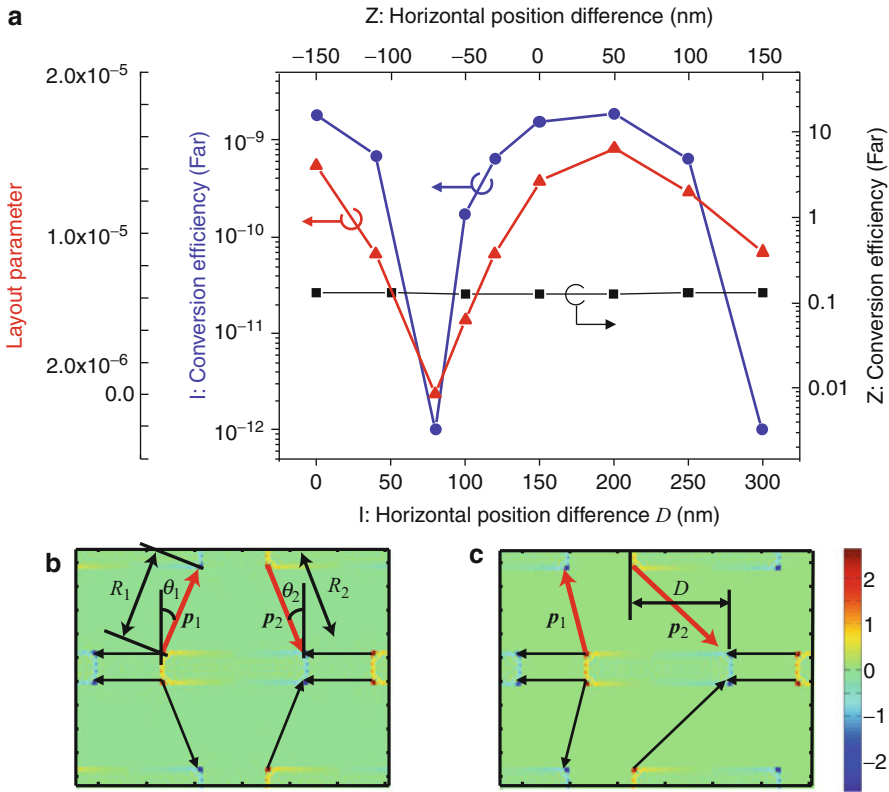 a
Z: Horizontal position difference (nm)
−150 −100 −50 0 50 100 150
2.0x10⁻⁵
1.0x10⁻⁵
2.0x10⁻⁶
0.0
Layout parameter
10⁻⁹
10⁻¹⁰
10⁻¹¹
10⁻¹²
I: Conversion efficiency (Far)
10
1
0.1
0.01
Z: Conversion efficiency (Far)
0 50 100 150 200 250 300
I: Horizontal position difference D (nm)
b
R₁ θ₁ p₁ p₂ θ₂ R₂
c
p₁ p₂ D
2
1
0
−1
−2